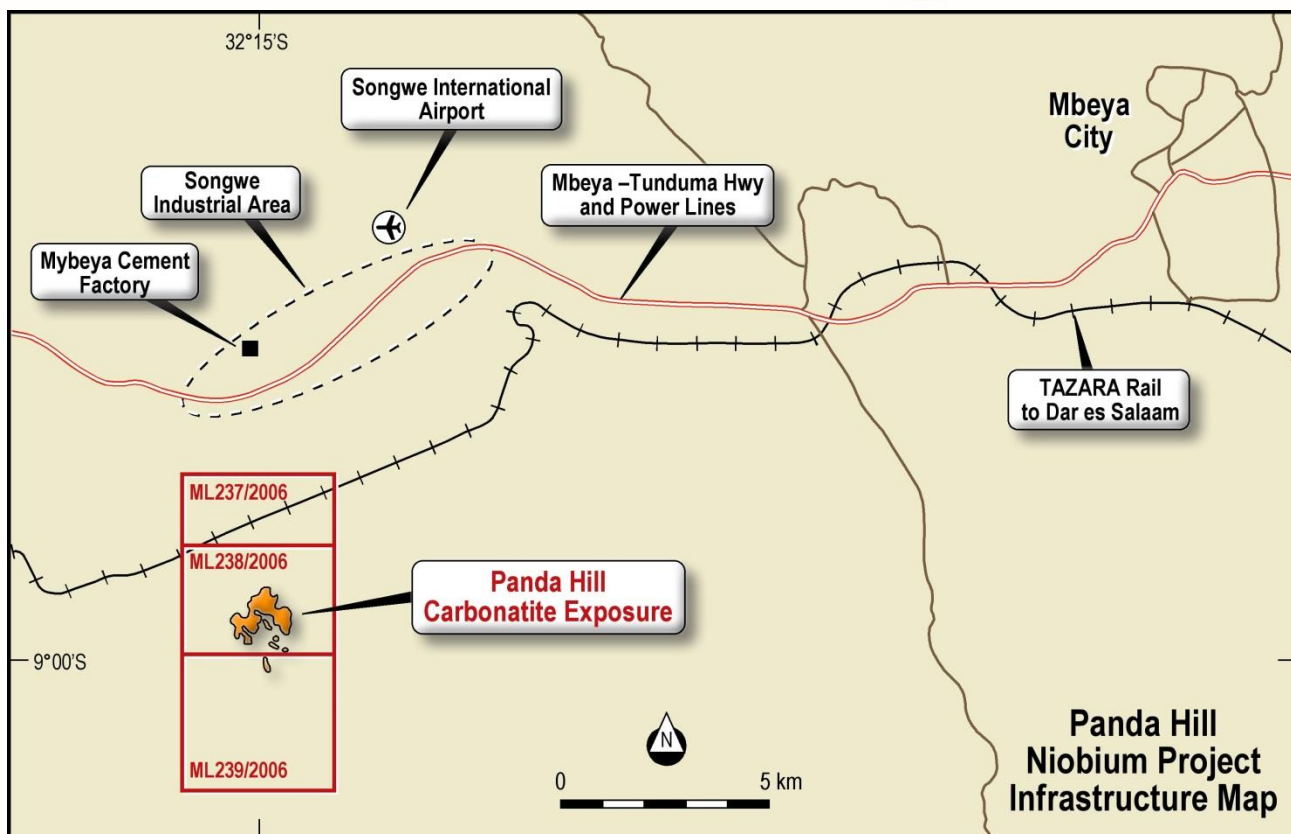 32°15'S
Songwe International
Airport
Mbeya
City
Songwe
Industrial Area
Mbeya –Tunduma Hwy
and Power Lines
Mybeya Cement
Factory
TAZARA Rail
to Dar es Salaam
ML237/2006
ML238/2006
Panda Hill
Carbonatite Exposure
9°00'S
ML239/2006
N
0 5 km
Panda Hill
Niobium Project
Infrastructure Map